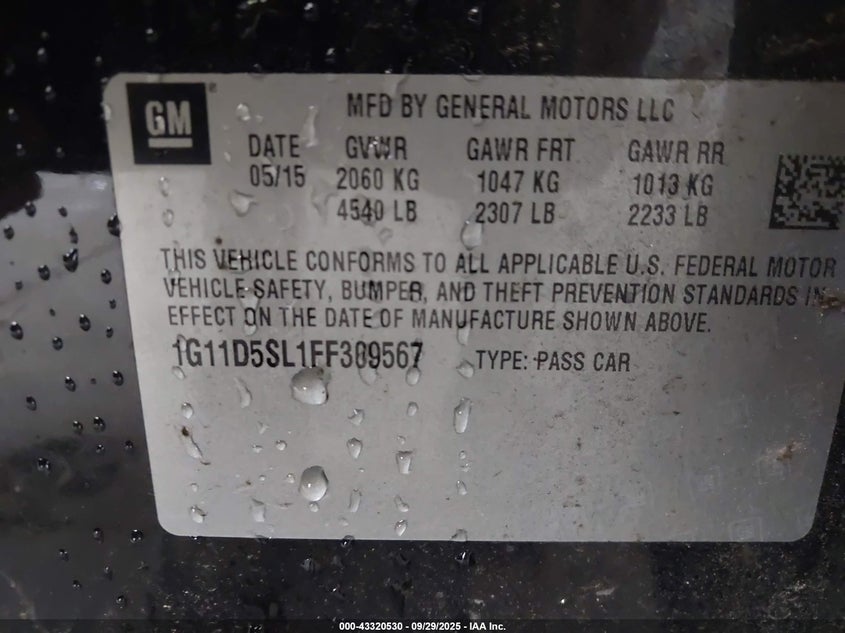 GM
MFD BY GENERAL MOTORS LLC
DATE GVWR GAWR FRT GAWR RR
05/15 2060 KG 1047 KG 1013 KG
4540 LB 2307 LB 2233 LB
THIS VEHICLE CONFORMS TO ALL APPLICABLE U.S. FEDERAL MOTOR
VEHICLE SAFETY, BUMPER, AND THEFT PREVENTION STANDARDS IN
EFFECT ON THE DATE OF MANUFACTURE SHOWN ABOVE.
1G11D5SL1FF309567 TYPE: PASS CAR
000-43320530 - 09/29/2025 - IAA Inc.